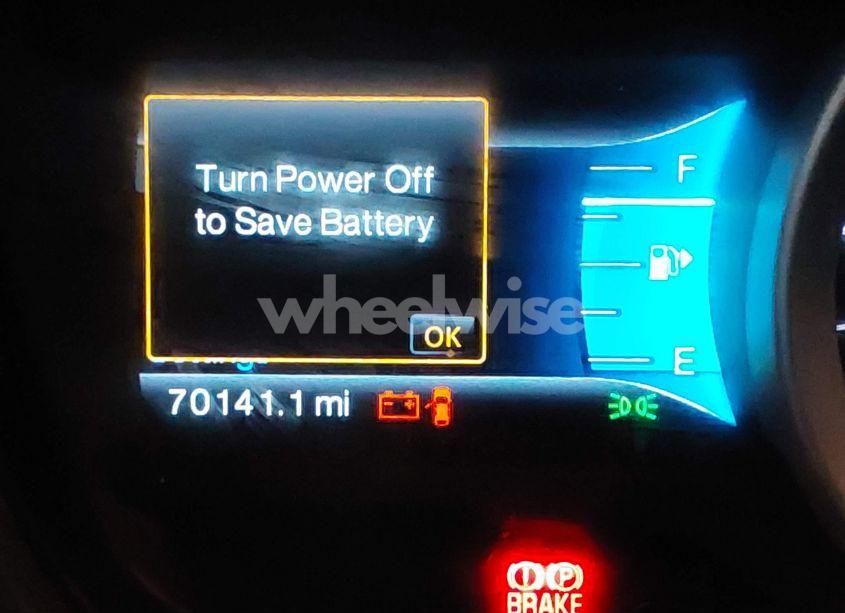 Turn Power Off
to Save Battery
OK
F
E
wheelwise
70141.1 mi
P
BRAKE